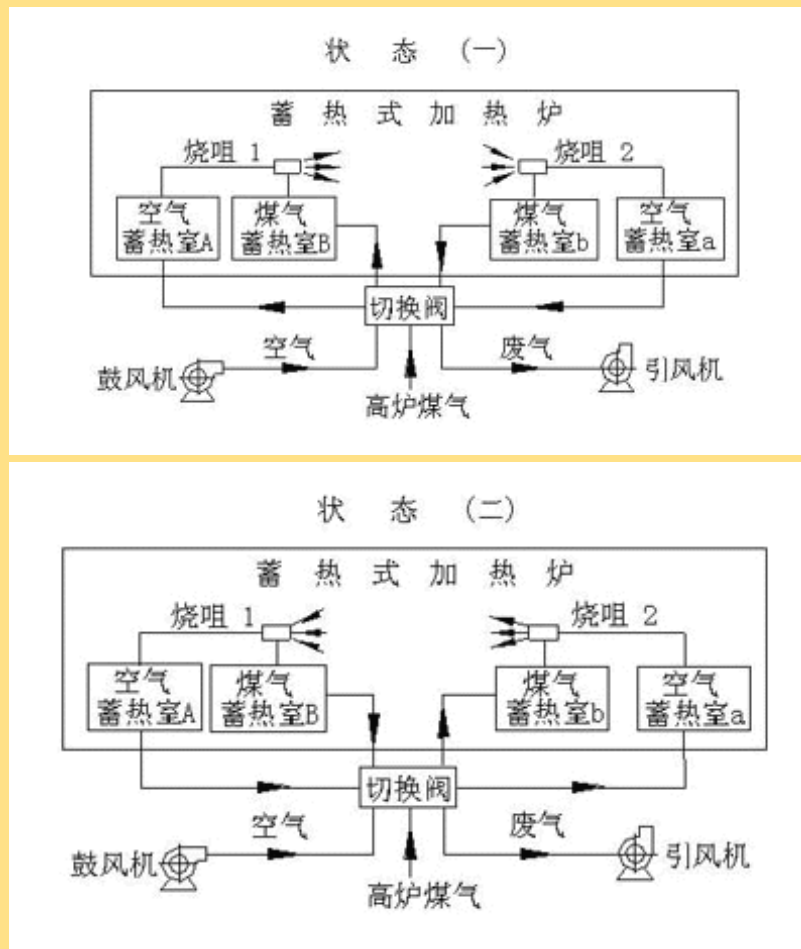 状 态 (一)
蓄 热 式 加 热 炉
烧咀 1
烧咀 2
空气
蓄热室A
煤气
蓄热室B
煤气
蓄热室b
空气
蓄热室a
切换阀
空气
废气
鼓风机
引风机
高炉煤气
状 态 (二)
蓄 热 式 加 热 炉
烧咀 1
烧咀 2
空气
蓄热室A
煤气
蓄热室B
煤气
蓄热室b
空气
蓄热室a
切换阀
空气
废气
鼓风机
引风机
高炉煤气